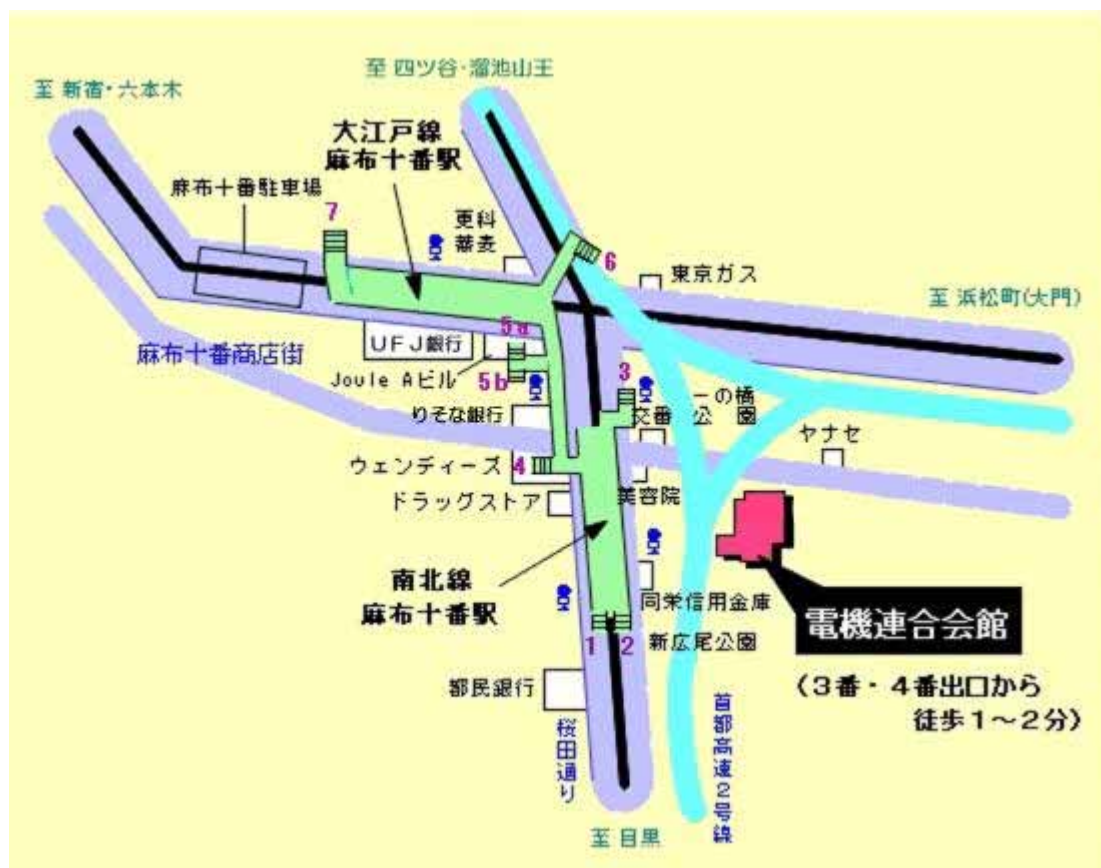 至 四ツ谷・溜池山王
至 新宿・六本木
大江戸線
麻布十番駅
麻布十番駐車場
7
更科
蕎麦
6
東京ガス
至 浜松町(大門)
5a
UFJ銀行
麻布十番商店街
Joule Aビル
5b
3
一の橋
りそな銀行
交番 公 園
ヤナセ
ウェンディーズ
4
ドラッグストア
美容院
南北線
麻布十番駅
同栄信用金庫
電機連合会館
1
2
新広尾公園
都民銀行
(3番・4番出口から
徒歩1～2分)
桜田通り
首都高速2号線
至 目黒